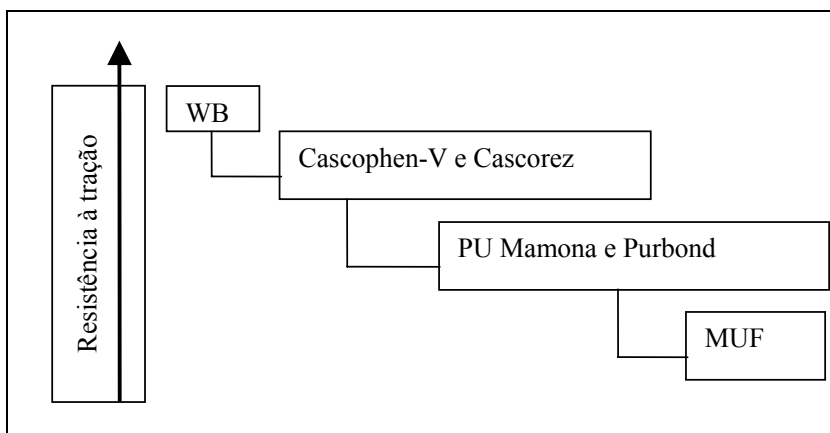 Resistência à tração
WB
Cascophen-V e Cascorez
PU Mamona e Purbond
MUF